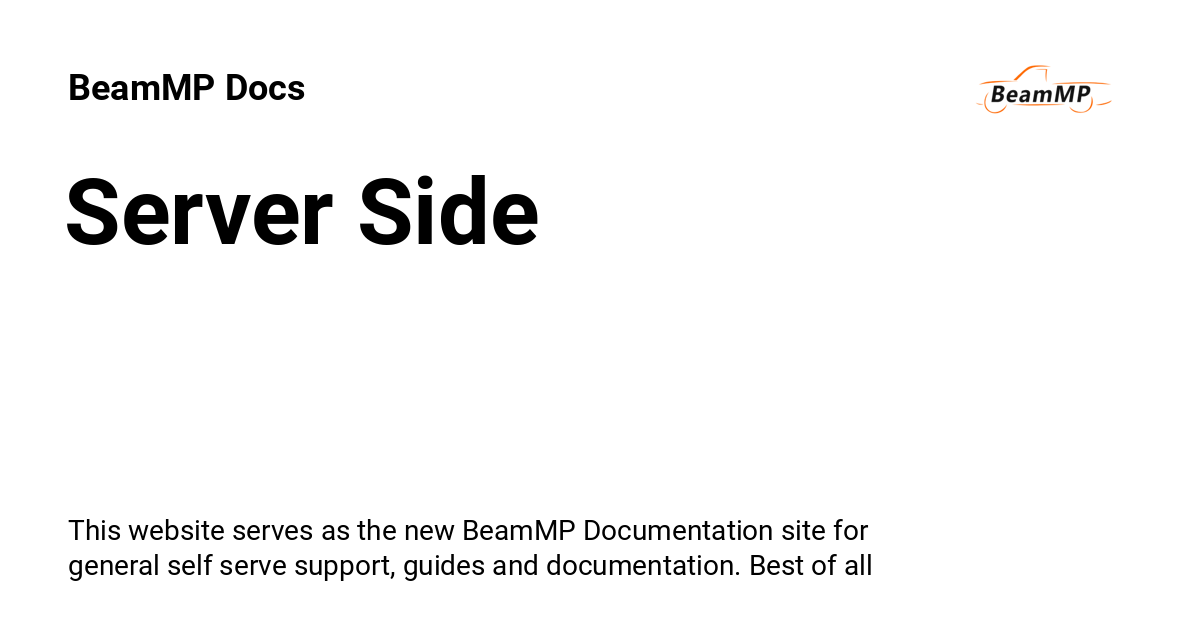 BeamMP Docs
BeamMP
Server Side
This website serves as the new BeamMP Documentation site for
general self serve support, guides and documentation. Best of all